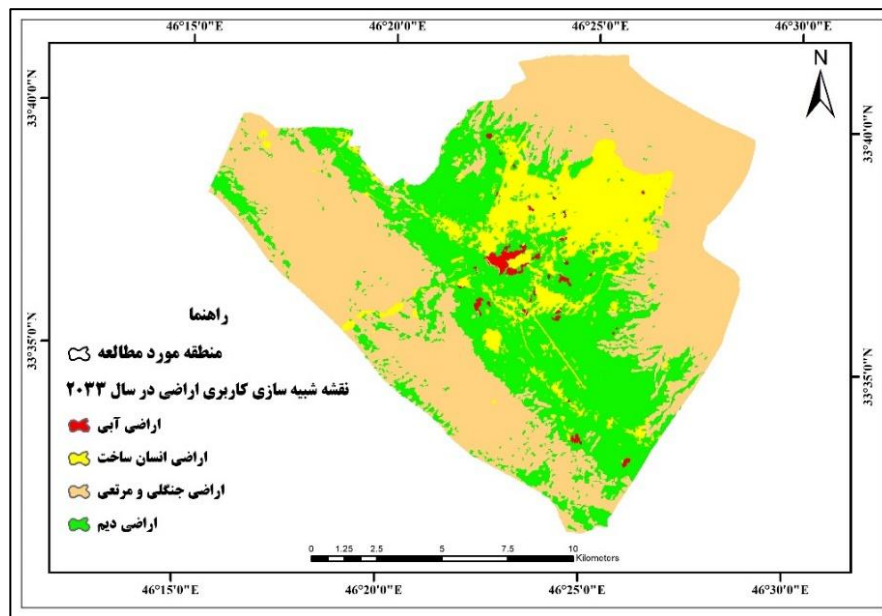 46°15'0"E 46°20'0"E 46°25'0"E 46°30'0"E
N
33°40'0"N 33°40'0"N
33°35'0"N 33°35'0"N
راهنما
منطقه مورد مطالعه
نقشه شبیه سازی کاربری اراضی در سال ۲۰۳۳
اراضی آبی
اراضی انسان ساخت
اراضی جنگلی و مرتعی
اراضی دیم
0 1.25 2.5 5 7.5 10
Kilometers
46°15'0"E 46°20'0"E 46°25'0"E 46°30'0"E